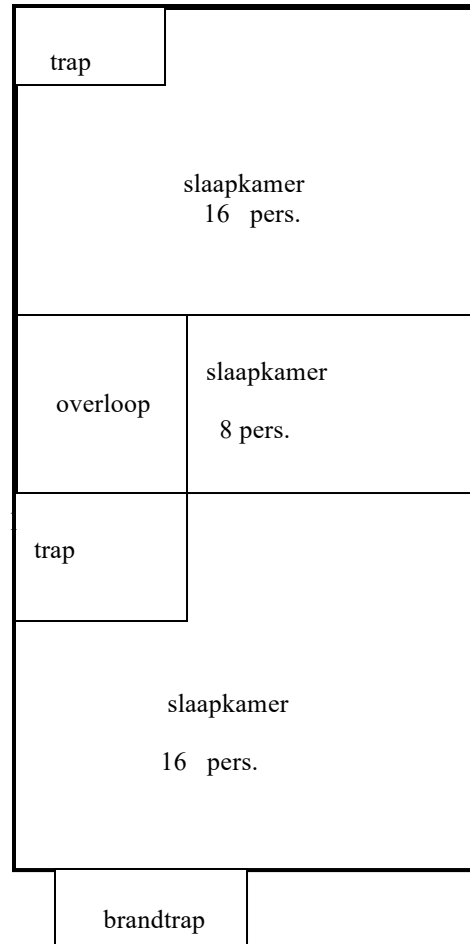 trap
slaapkamer
16 pers.
slaapkamer
overloop
8 pers.
trap
slaapkamer
16 pers.
brandtrap